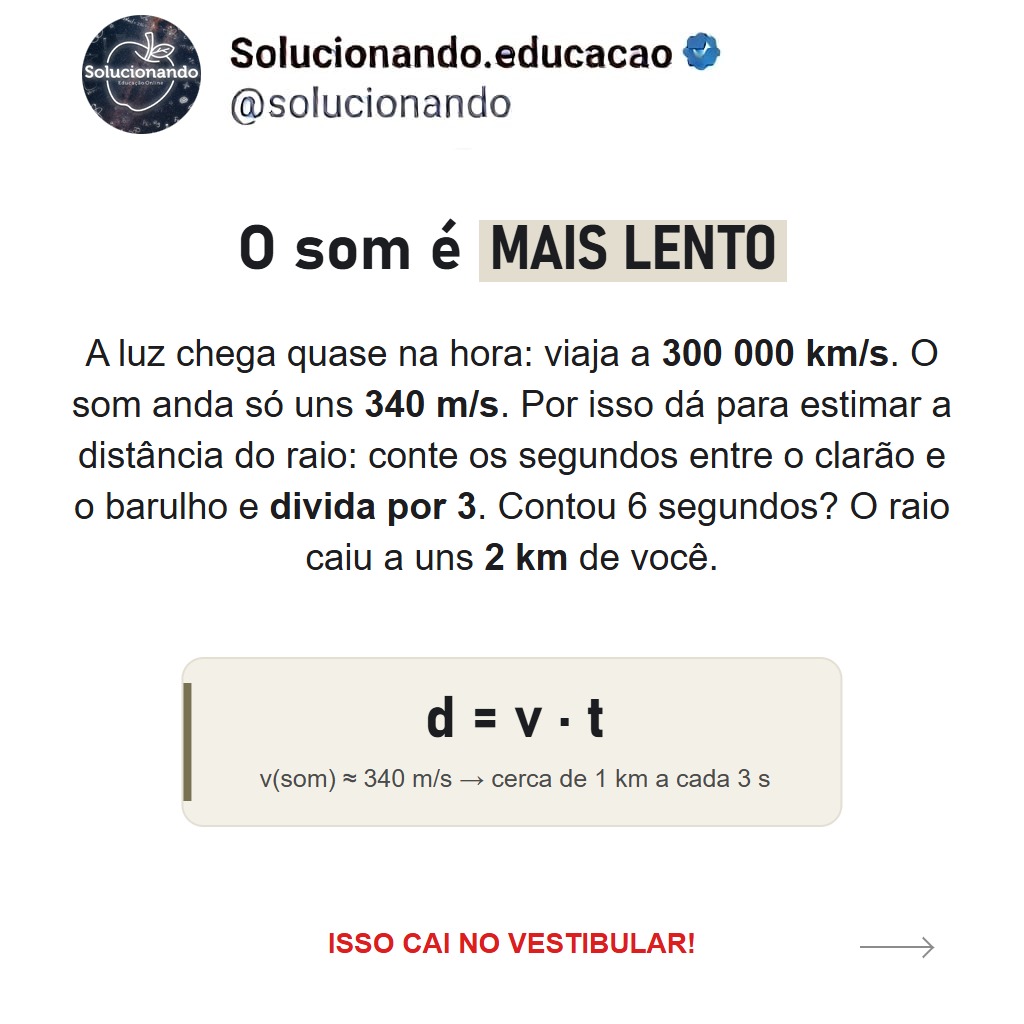 Solucionando
Educação Online
Solucionando.educacao
@solucionando
O som é MAIS LENTO
A luz chega quase na hora: viaja a 300 000 km/s. O
som anda só uns 340 m/s. Por isso dá para estimar a
distância do raio: conte os segundos entre o clarão e
o barulho e divida por 3. Contou 6 segundos? O raio
caiu a uns 2 km de você.
d = v · t
v(som) ≈ 340 m/s → cerca de 1 km a cada 3 s
ISSO CAI NO VESTIBULAR!